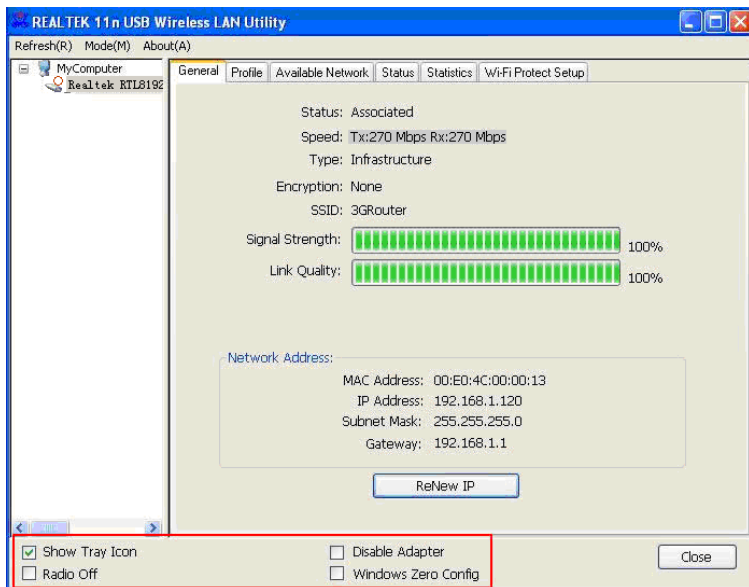 REALTEK 11n USB Wireless LAN Utility
Refresh(R) Mode(M) About(A)
MyComputer
Realtek RTL8192
General Profile Available Network Status Statistics Wi-Fi Protect Setup
Status: Associated
Speed: Tx:270 Mbps Rx:270 Mbps
Type: Infrastructure
Encryption: None
SSID: 3GRouter
Signal Strength: 100%
Link Quality: 100%
Network Address:
MAC Address: 00:E0:4C:00:00:13
IP Address: 192.168.1.120
Subnet Mask: 255.255.255.0
Gateway: 192.168.1.1
ReNew IP
Show Tray Icon Disable Adapter
Radio Off Windows Zero Config
Close